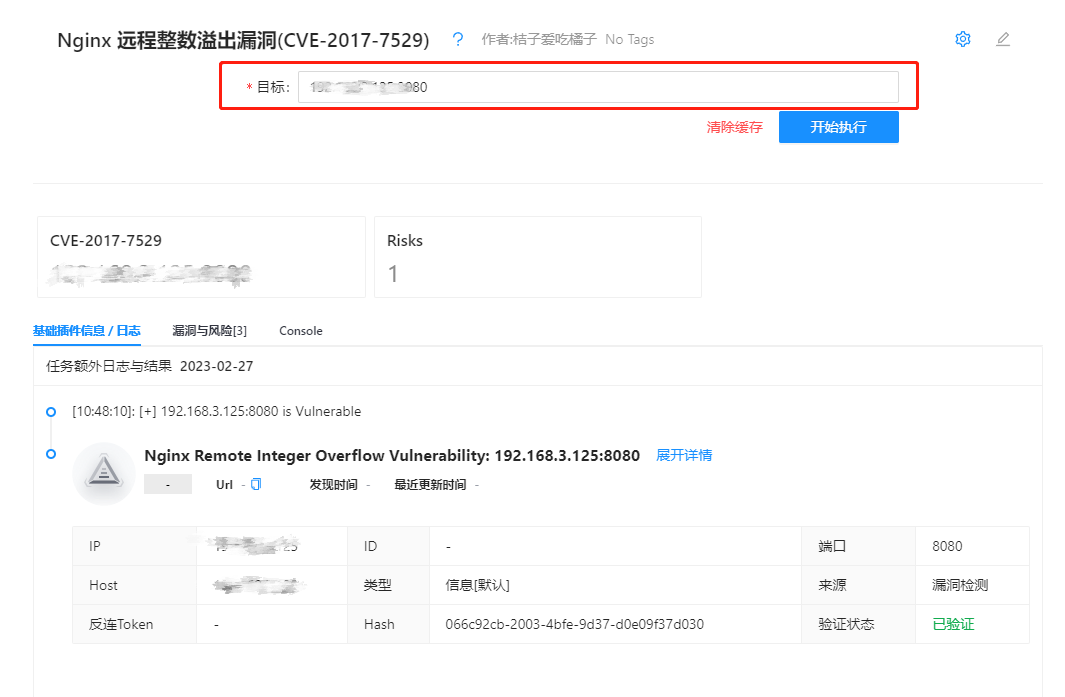 Nginx 远程整数溢出漏洞(CVE-2017-7529) ? 作者:桔子爱吃橘子 No Tags
* 目标: 080
清除缓存 开始执行
CVE-2017-7529 Risks
1
基础插件信息 / 日志 漏洞与风险[3] Console
任务额外日志与结果 2023-02-27
[10:48:10]: [+] 192.168.3.125:8080 is Vulnerable
Nginx Remote Integer Overflow Vulnerability: 192.168.3.125:8080 展开详情
- Url - 发现时间 - 最近更新时间 -
IP ID - 端口 8080
Host 类型 信息[默认] 来源 漏洞检测
反连Token - Hash 066c92cb-2003-4bfe-9d37-d0e09f37d030 验证状态 已验证